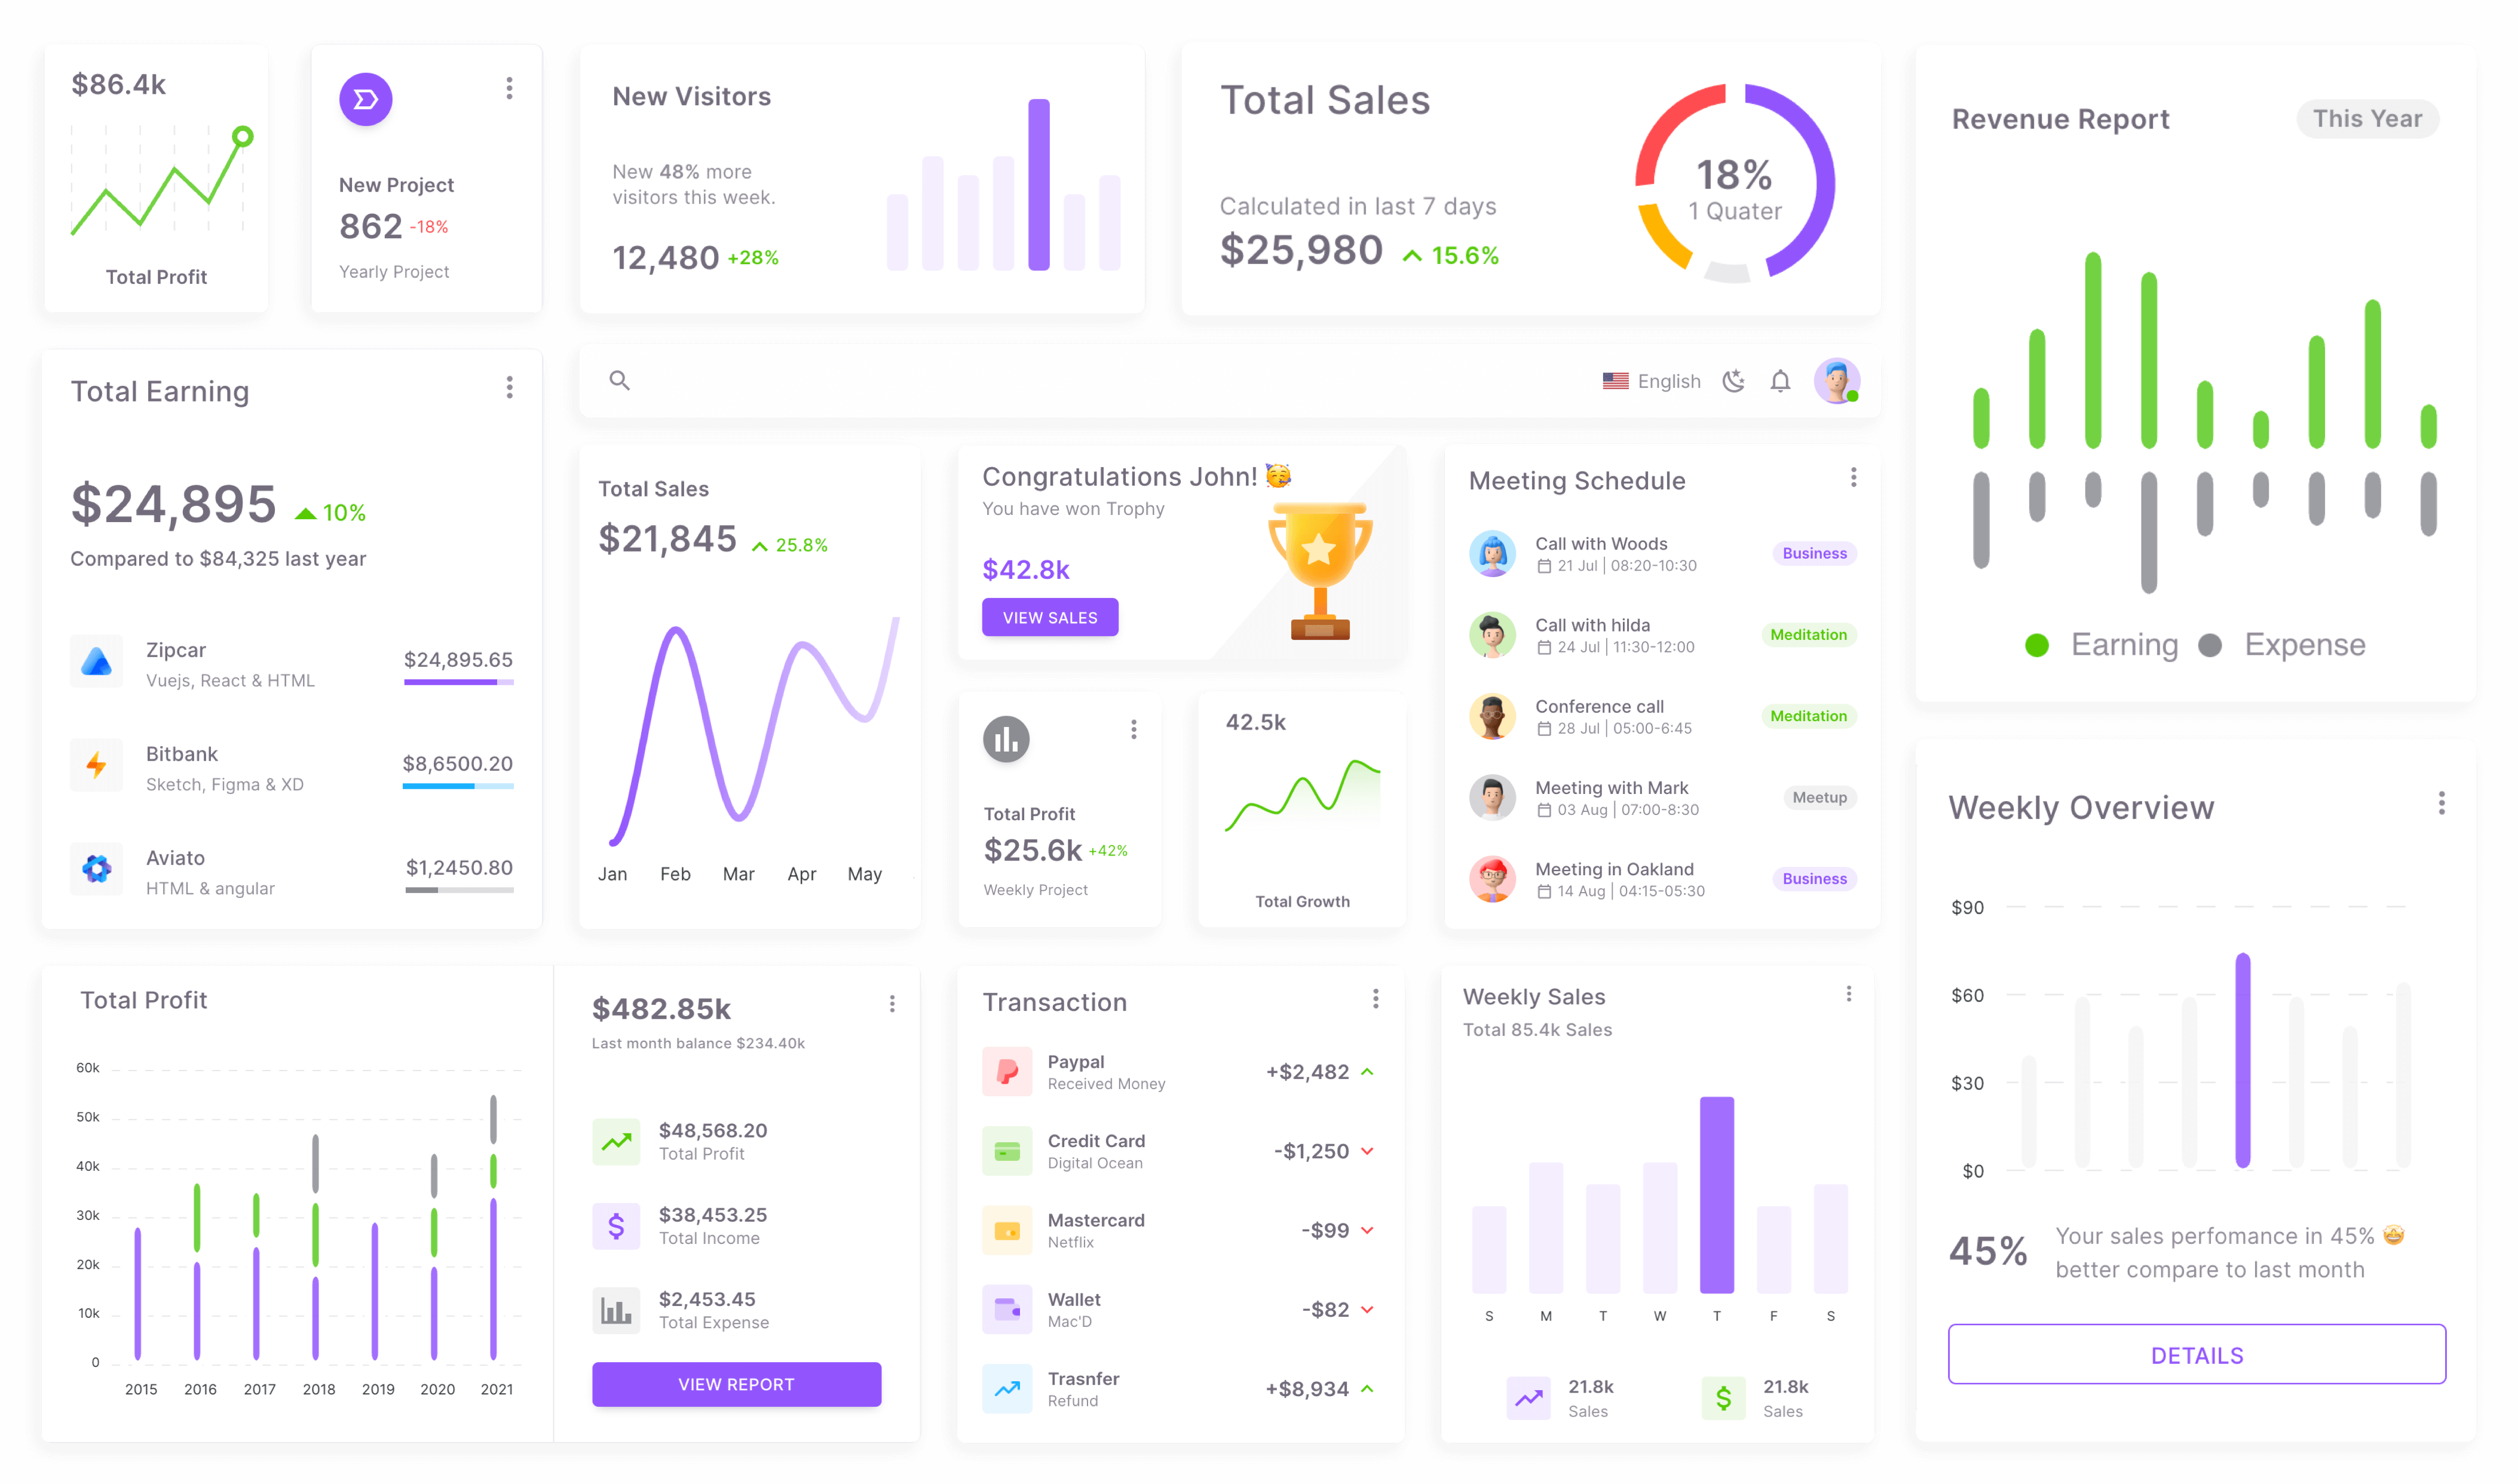 $86.4k
Total Profit
New Project
862 -18%
Yearly Project
New Visitors
New 48% more
visitors this week.
12,480 +28%
Total Sales
Calculated in last 7 days
$25,980 15.6%
18%
1 Quater
Revenue Report
This Year
Earning
Expense
Total Earning
$24,895 10%
Compared to $84,325 last year
Zipcar
Vuejs, React & HTML
$24,895.65
Bitbank
Sketch, Figma & XD
$8,6500.20
Aviato
HTML & angular
$1,2450.80
English
Total Sales
$21,845 25.8%
Jan Feb Mar Apr May
Congratulations John! 🥳
You have won Trophy
$42.8k
VIEW SALES
Total Profit
$25.6k +42%
Weekly Project
42.5k
Total Growth
Meeting Schedule
Call with Woods
21 Jul | 08:20-10:30
Business
Call with hilda
24 Jul | 11:30-12:00
Meditation
Conference call
28 Jul | 05:00-6:45
Meditation
Meeting with Mark
03 Aug | 07:00-8:30
Meetup
Meeting in Oakland
14 Aug | 04:15-05:30
Business
Weekly Overview
$90
$60
$30
$0
45%
Your sales perfomance in 45% 🤩
better compare to last month
DETAILS
Total Profit
60k
50k
40k
30k
20k
10k
0
2015 2016 2017 2018 2019 2020 2021
$482.85k
Last month balance $234.40k
$48,568.20
Total Profit
$38,453.25
Total Income
$2,453.45
Total Expense
VIEW REPORT
Transaction
Paypal
Received Money
+$2,482
Credit Card
Digital Ocean
-$1,250
Mastercard
Netflix
-$99
Wallet
Mac'D
-$82
Trasnfer
Refund
+$8,934
Weekly Sales
Total 85.4k Sales
S M T W T F S
21.8k
Sales
21.8k
Sales